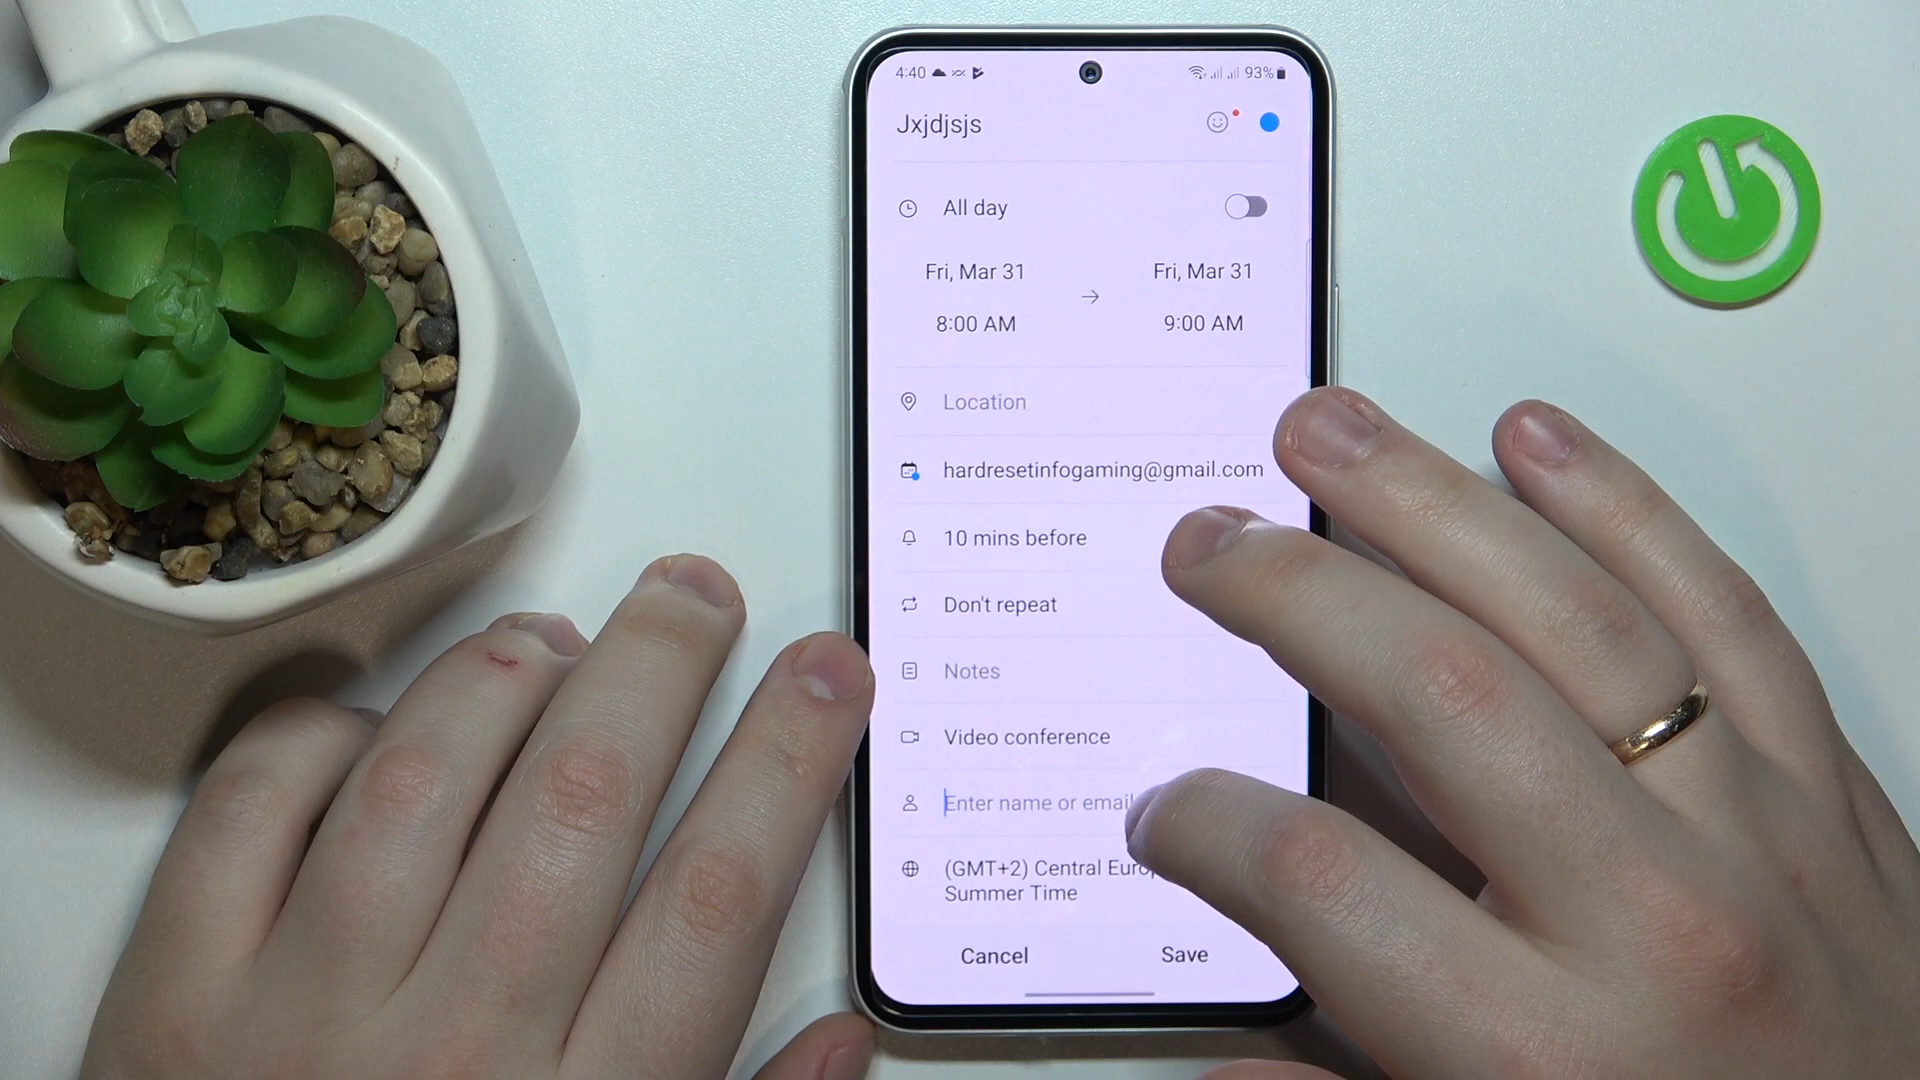 4:40 93%
Jxjdjsjs
All day
Fri, Mar 31 Fri, Mar 31
8:00 AM 9:00 AM
Location
hardresetinfogaming@gmail.com
10 mins before
Don't repeat
Notes
Video conference
Enter name or email
(GMT+2) Central
Summer Time
Cancel Save